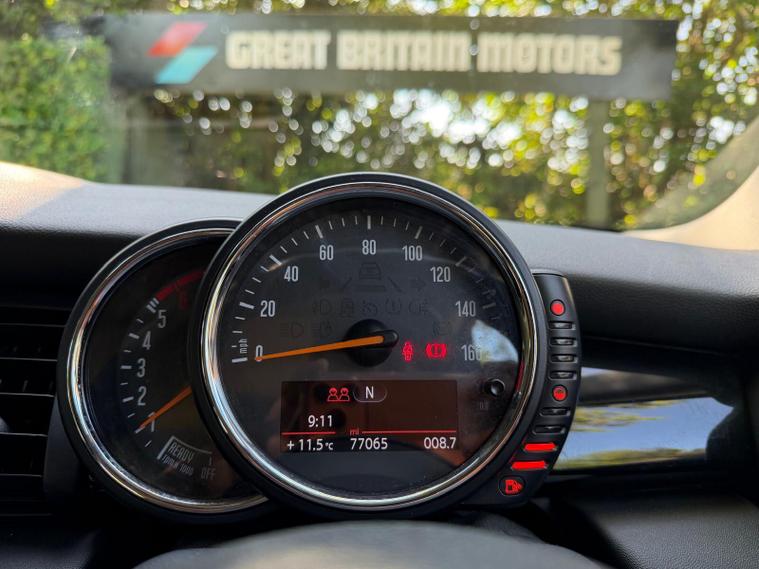 GREAT BRITAIN MOTORS
0 20 40 60 80 100 120 140 160
mph
1 2 3 4 5
READY
OFF
N
9:11
mi
+ 11.5°C 77065 008.7